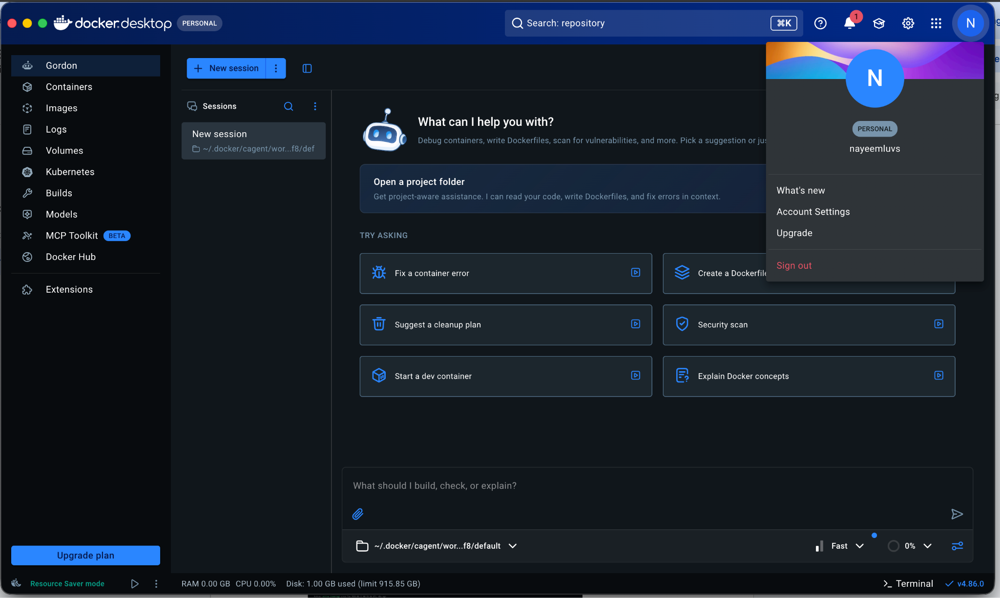 docker.desktop PERSONAL
Search: repository ⌘K
1
N
Gordon
Containers
Images
Logs
Volumes
Kubernetes
Builds
Models
MCP Toolkit BETA
Docker Hub
Extensions
Upgrade plan
+ New session
Sessions
New session
~/.docker/cagent/wor...f8/def
What can I help you with?
Debug containers, write Dockerfiles, scan for vulnerabilities, and more. Pick a suggestion or
Open a project folder
Get project-aware assistance. I can read your code, write Dockerfiles, and fix errors in context.
TRY ASKING
Fix a container error
Create a Dockerfile
Suggest a cleanup plan
Security scan
Start a dev container
Explain Docker concepts
N
PERSONAL
nayeemluvs
What's new
Account Settings
Upgrade
Sign out
What should I build, check, or explain?
~/.docker/cagent/wor...f8/default
Fast
0%
Resource Saver mode
RAM 0.00 GB CPU 0.00% Disk: 1.00 GB used (limit 915.85 GB)
>_ Terminal
v4.86.0